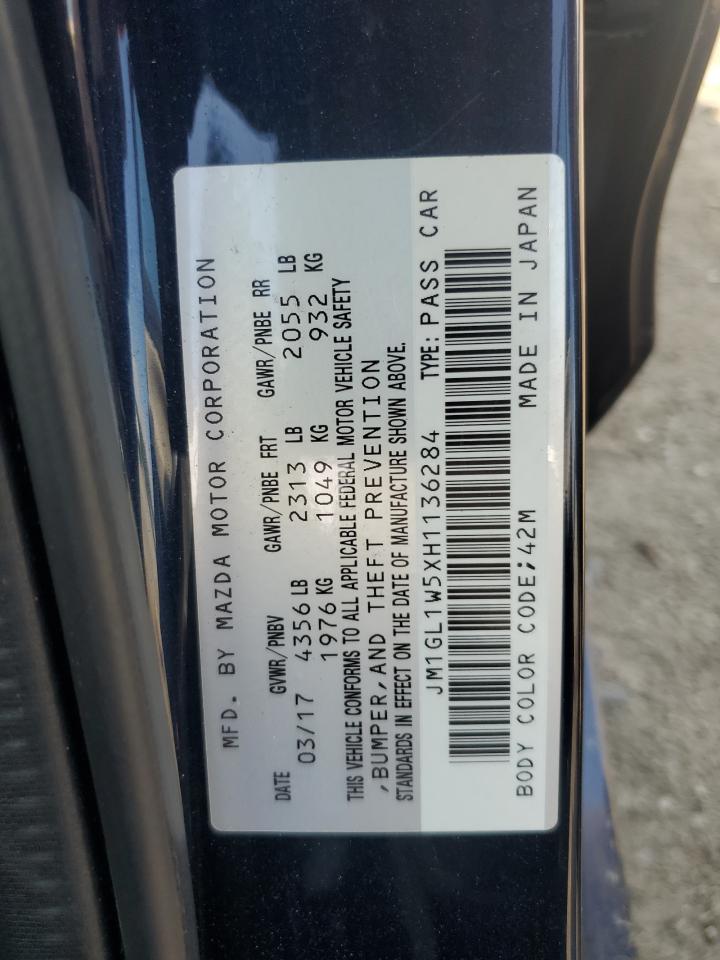 MFD. BY MAZDA MOTOR CORPORATION
DATE GVWR/PNBV GAWR/PNBE FRT GAWR/PNBE RR
03/17 4356 LB 2313 LB 2055 LB
1976 KG 1049 KG 932 KG
THIS VEHICLE CONFORMS TO ALL APPLICABLE FEDERAL MOTOR VEHICLE SAFETY
,BUMPER,AND THEFT PREVENTION
STANDARDS IN EFFECT ON THE DATE OF MANUFACTURE SHOWN ABOVE.
JM1GL1W5XH1136284 TYPE: PASS CAR
BODY COLOR CODE;42M MADE IN JAPAN